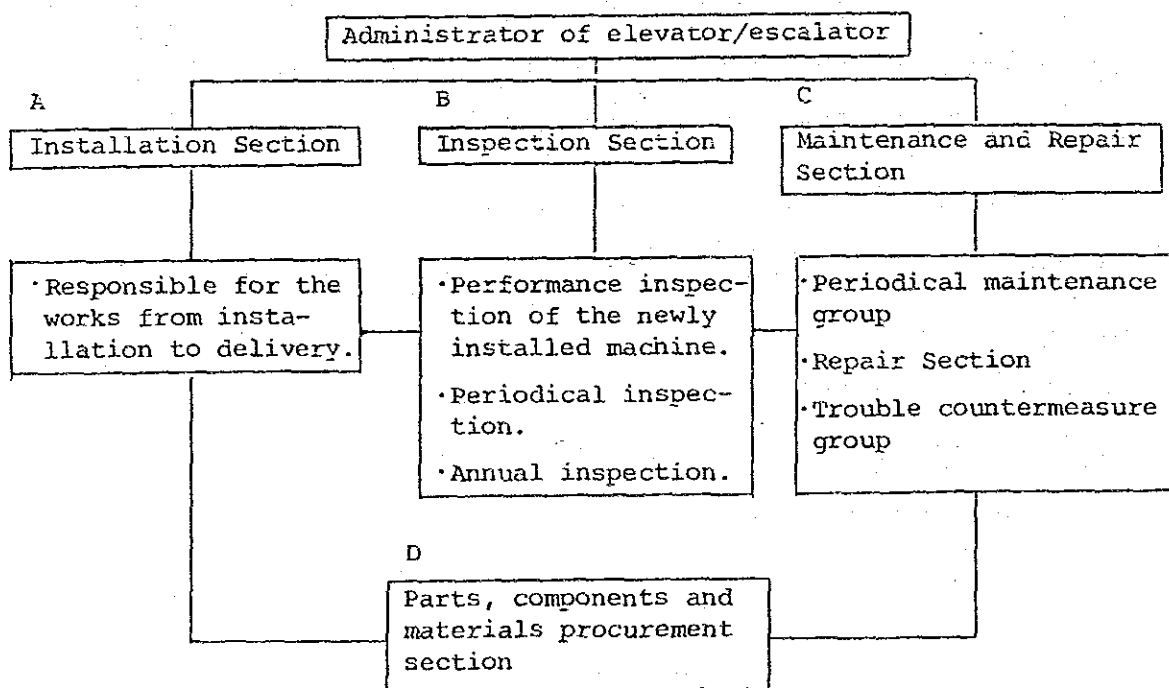 Administrator of elevator/escalator
A
Installation Section
B
Inspection Section
C
Maintenance and Repair
Section
·Responsible for the
works from insta-
llation to delivery.
·Performance inspec-
tion of the newly
installed machine.
·Periodical inspec-
tion.
·Annual inspection.
·Periodical maintenance
group
·Repair Section
·Trouble countermeasure
group
D
Parts, components and
materials procurement
section